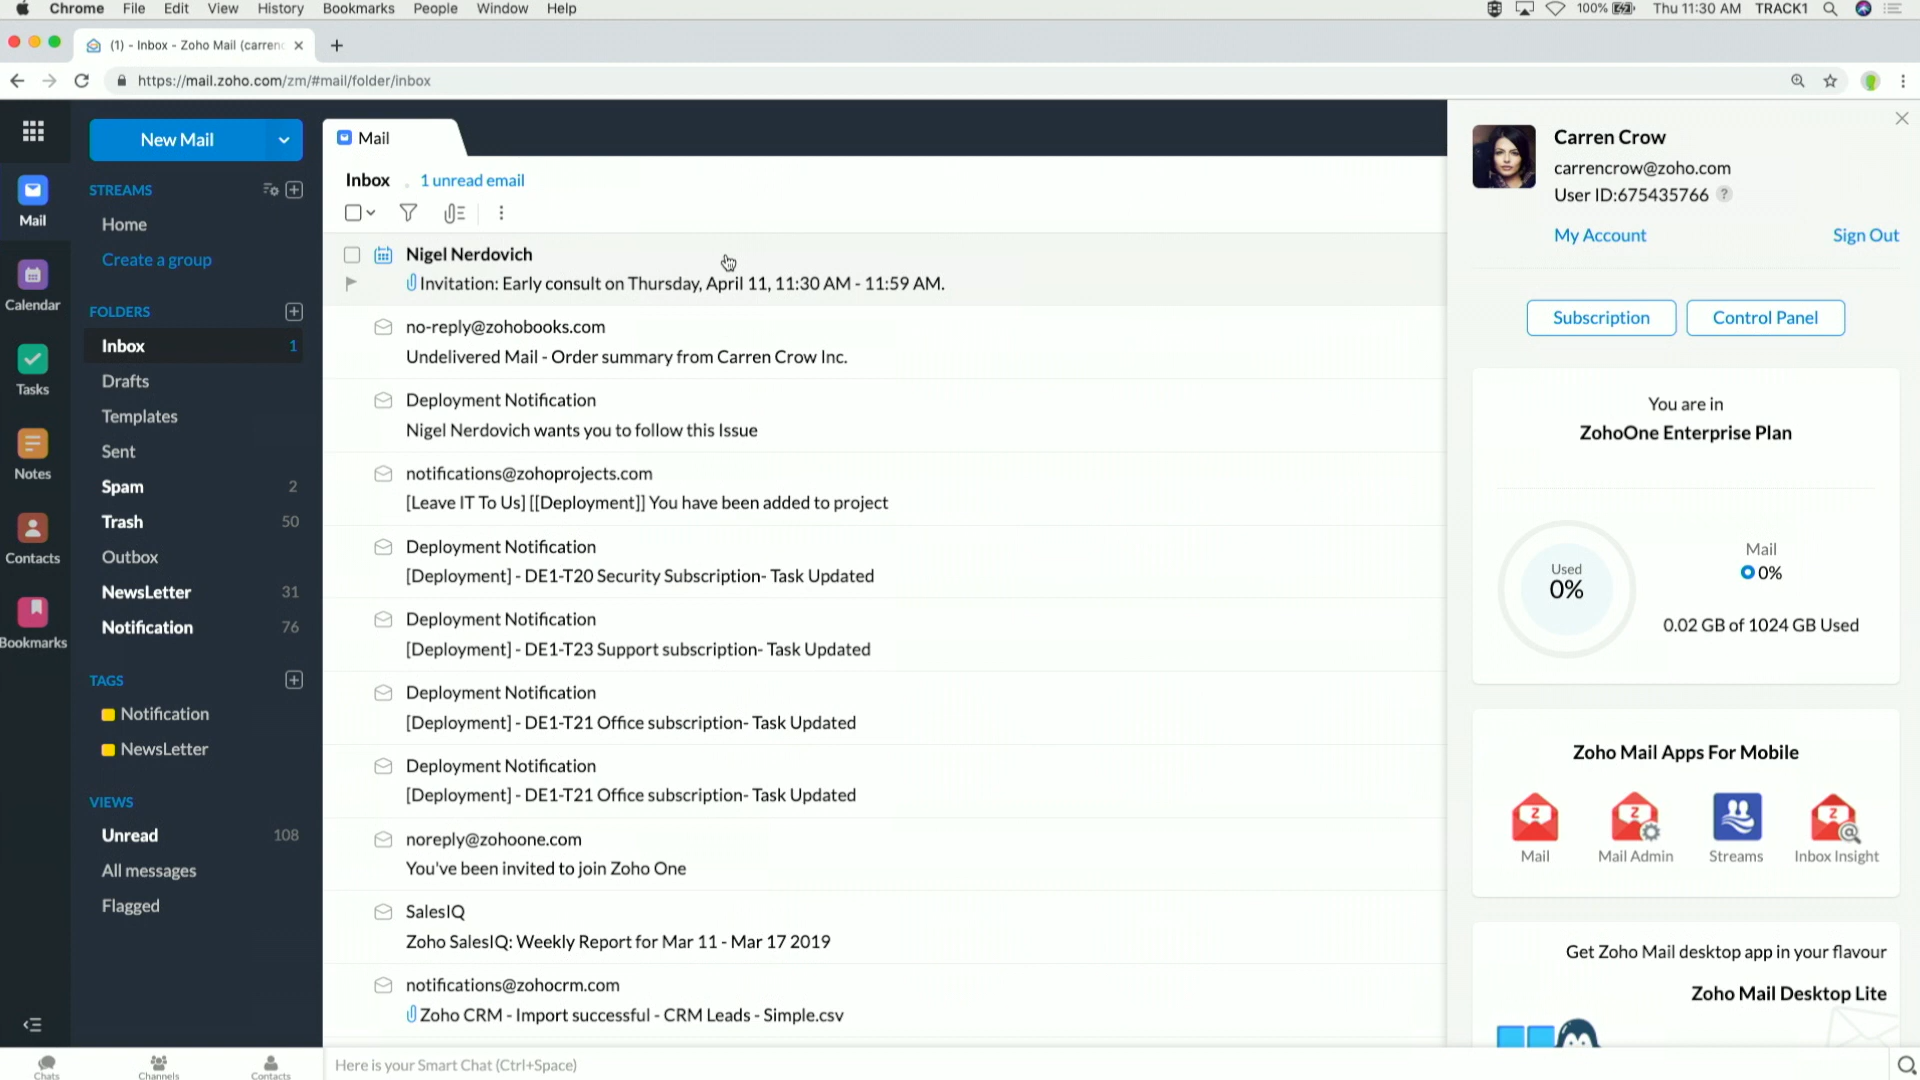 Chrome File Edit View History Bookmarks People Window Help 100% Thu 11:30 AM TRACK1
(1) - Inbox - Zoho Mail (carrenc
https://mail.zoho.com/zm/#mail/folder/inbox
Mail
Calendar
Tasks
Notes
Contacts
Bookmarks
New Mail
STREAMS
Home
Create a group
FOLDERS
Inbox 1
Drafts
Templates
Sent
Spam 2
Trash 50
Outbox
NewsLetter 31
Notification 76
TAGS
Notification
NewsLetter
VIEWS
Unread 108
All messages
Flagged
Mail
Inbox 1 unread email
Nigel Nerdovich
Invitation: Early consult on Thursday, April 11, 11:30 AM - 11:59 AM.
no-reply@zohobooks.com
Undelivered Mail - Order summary from Carren Crow Inc.
Deployment Notification
Nigel Nerdovich wants you to follow this Issue
notifications@zohoprojects.com
[Leave IT To Us] [[Deployment]] You have been added to project
Deployment Notification
[Deployment] - DE1-T20 Security Subscription- Task Updated
Deployment Notification
[Deployment] - DE1-T23 Support subscription- Task Updated
Deployment Notification
[Deployment] - DE1-T21 Office subscription- Task Updated
Deployment Notification
[Deployment] - DE1-T21 Office subscription- Task Updated
noreply@zohoone.com
You've been invited to join Zoho One
SalesIQ
Zoho SalesIQ: Weekly Report for Mar 11 - Mar 17 2019
notifications@zohocrm.com
Zoho CRM - Import successful - CRM Leads - Simple.csv
Carren Crow
carrencrow@zoho.com
User ID:675435766 ?
My Account Sign Out
Subscription Control Panel
You are in
ZohoOne Enterprise Plan
Used
0%
Mail
0%
0.02 GB of 1024 GB Used
Zoho Mail Apps For Mobile
Mail Mail Admin Streams Inbox Insight
Get Zoho Mail desktop app in your flavour
Zoho Mail Desktop Lite
Chats Channels Contacts
Here is your Smart Chat (Ctrl+Space)